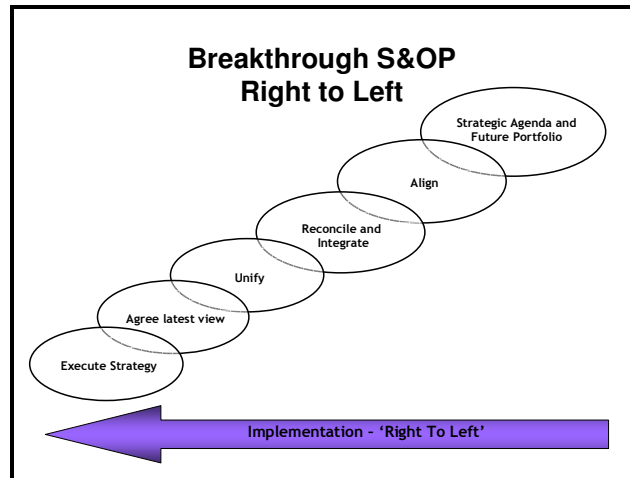 Breakthrough S&OP
Right to Left
Strategic Agenda and
Future Portfolio
Align
Reconcile and
Integrate
Unify
Agree latest view
Execute Strategy
Implementation – ‘Right To Left’